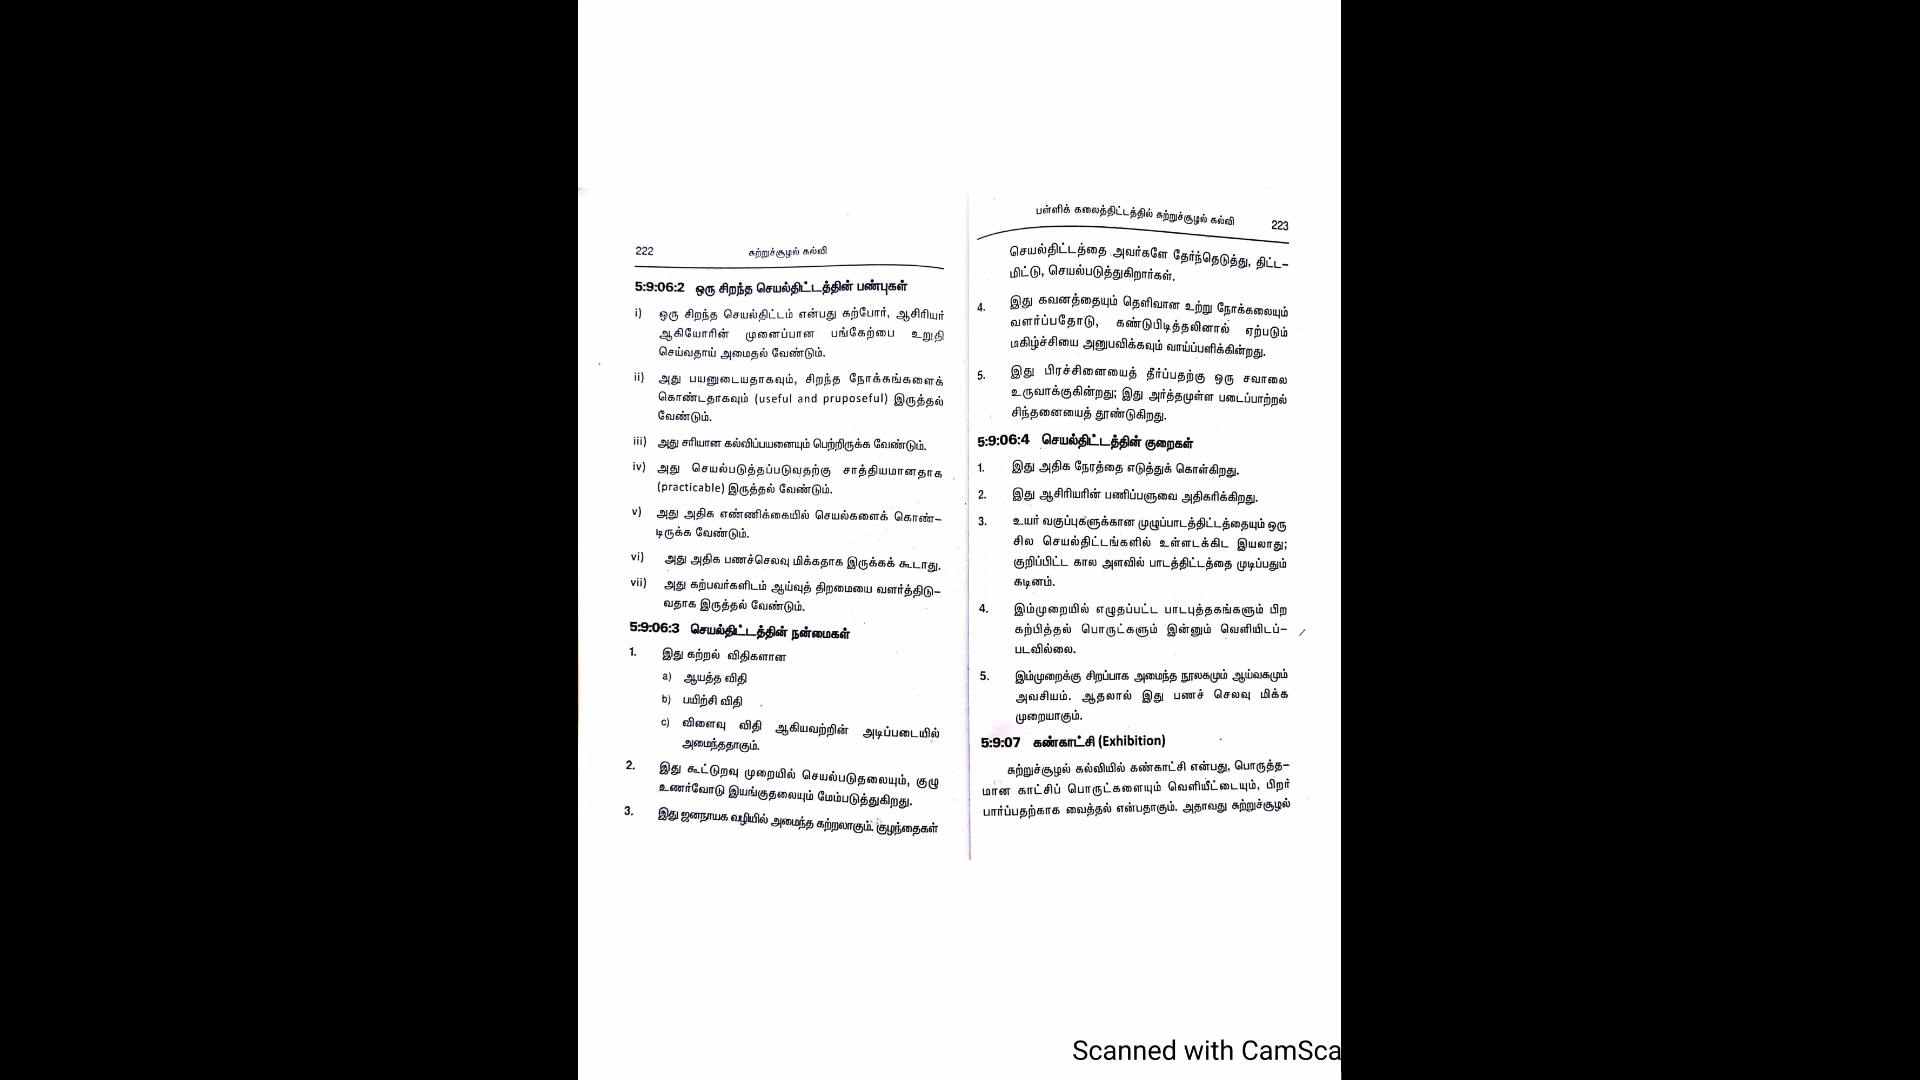 222 சுற்றுச்சூழல் கல்வி
5:9:06:2 ஒரு சிறந்த செயல்திட்டத்தின் பண்புகள்
i) ஒரு சிறந்த செயல்திட்டம் என்பது கற்போர், ஆசிரியர்
ஆகியோரின் முனைப்பான பங்கேற்பை உறுதி
செய்வதாய் அமைதல் வேண்டும்.
ii) அது பயனுடையதாகவும், சிறந்த நோக்கங்களைக்
கொண்டதாகவும் (useful and pruposeful) இருத்தல்
வேண்டும்.
iii) அது சரியான கல்விப்பயனையும் பெற்றிருக்க வேண்டும்.
iv) அது செயல்படுத்தப்படுவதற்கு சாத்தியமானதாக
(practicable) இருத்தல் வேண்டும்.
v) அது அதிக எண்ணிக்கையில் செயல்களைக் கொண்-
டிருக்க வேண்டும்.
vi) அது அதிக பணச்செலவு மிக்கதாக இருக்கக் கூடாது.
vii) அது கற்பவர்களிடம் ஆய்வுத் திறமையை வளர்த்திடு-
வதாக இருத்தல் வேண்டும்.
5:9:06:3 செயல்திட்டத்தின் நன்மைகள்
1. இது கற்றல் விதிகளான
a) ஆயத்த விதி
b) பயிற்சி விதி
c) விளைவு விதி ஆகியவற்றின் அடிப்படையில்
அமைந்ததாகும்.
2. இது கூட்டுறவு முறையில் செயல்படுதலையும், குழு
உணர்வோடு இயங்குதலையும் மேம்படுத்துகிறது.
3. இது ஜனநாயக வழியில் அமைந்த கற்றலாகும். குழந்தைகள்
பள்ளிக் கலைத்திட்டத்தில் சுற்றுச்சூழல் கல்வி 223
செயல்திட்டத்தை அவர்களே தேர்ந்தெடுத்து, திட்ட-
மிட்டு, செயல்படுத்துகிறார்கள்.
4. இது கவனத்தையும் தெளிவான உற்று நோக்கலையும்
வளர்ப்பதோடு, கண்டுபிடித்தலினால் ஏற்படும்
மகிழ்ச்சியை அனுபவிக்கவும் வாய்ப்பளிக்கின்றது.
5. இது பிரச்சினையைத் தீர்ப்பதற்கு ஒரு சவாலை
உருவாக்குகின்றது; இது அர்த்தமுள்ள படைப்பாற்றல்
சிந்தனையைத் தூண்டுகிறது.
5:9:06:4 செயல்திட்டத்தின் குறைகள்
1. இது அதிக நேரத்தை எடுத்துக் கொள்கிறது.
2. இது ஆசிரியரின் பணிப்பளுவை அதிகரிக்கிறது.
3. உயர் வகுப்புகளுக்கான முழுப்பாடத்திட்டத்தையும் ஒரு
சில செயல்திட்டங்களில் உள்ளடக்கிட இயலாது;
குறிப்பிட்ட கால அளவில் பாடத்திட்டத்தை முடிப்பதும்
கடினம்.
4. இம்முறையில் எழுதப்பட்ட பாடபுத்தகங்களும் பிற
கற்பித்தல் பொருட்களும் இன்னும் வெளியிடப்-
படவில்லை.
5. இம்முறைக்கு சிறப்பாக அமைந்த நூலகமும் ஆய்வகமும்
அவசியம். ஆதலால் இது பணச் செலவு மிக்க
முறையாகும்.
5:9:07 கண்காட்சி (Exhibition)
சுற்றுச்சூழல் கல்வியில் கண்காட்சி என்பது, பொருத்த-
மான காட்சிப் பொருட்களையும் வெளியீட்டையும், பிறர்
பார்ப்பதற்காக வைத்தல் என்பதாகும். அதாவது சுற்றுச்சூழல்
Scanned with CamSca